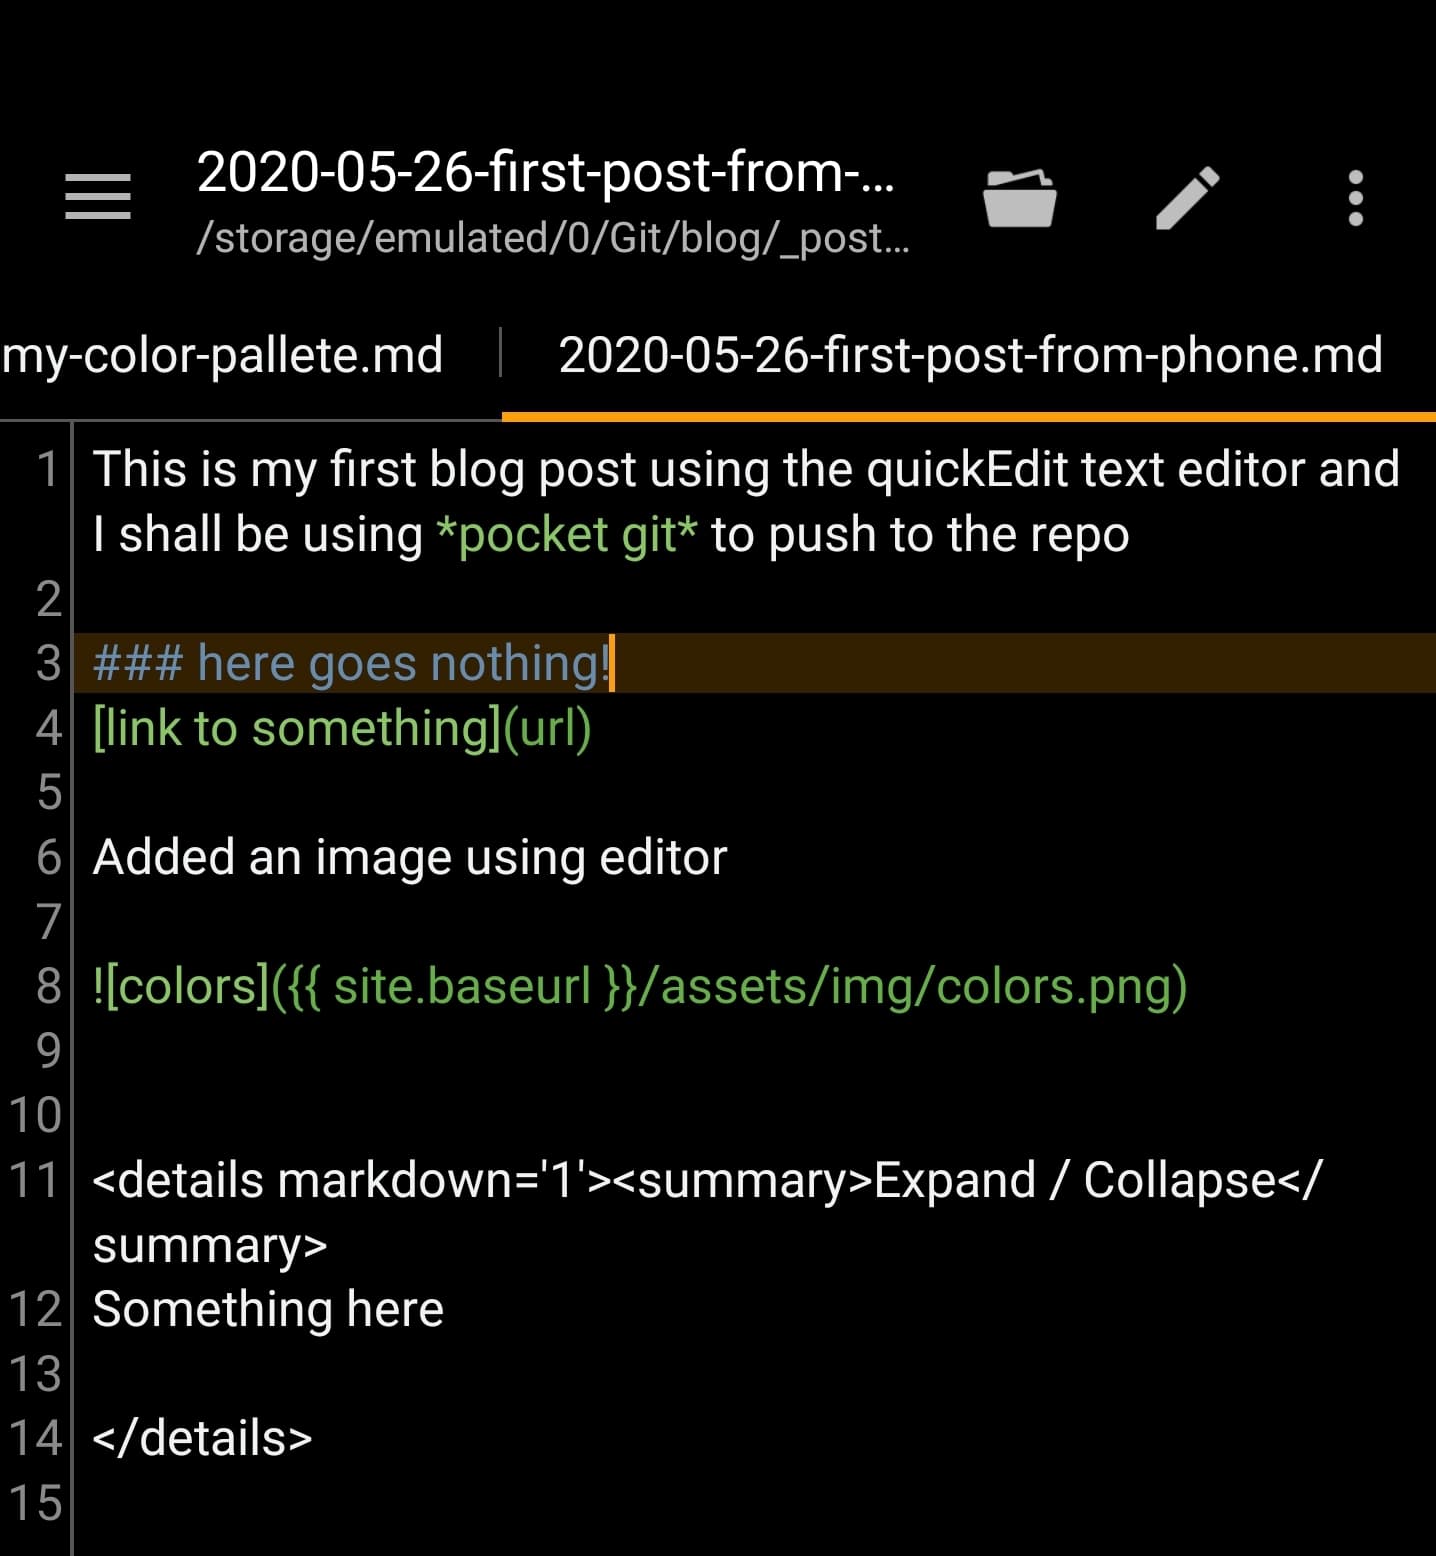 2020-05-26-first-post-from-...
/storage/emulated/0/Git/blog/_post...
my-color-pallete.md
2020-05-26-first-post-from-phone.md
1 This is my first blog post using the quickEdit text editor and
I shall be using *pocket git* to push to the repo
2
3 ### here goes nothing!
4 [link to something](url)
5
6 Added an image using editor
7
8 ![colors]({{ site.baseurl }}/assets/img/colors.png)
9
10
11 <details markdown='1'><summary>Expand / Collapse</
summary>
12 Something here
13
14 </details>
15